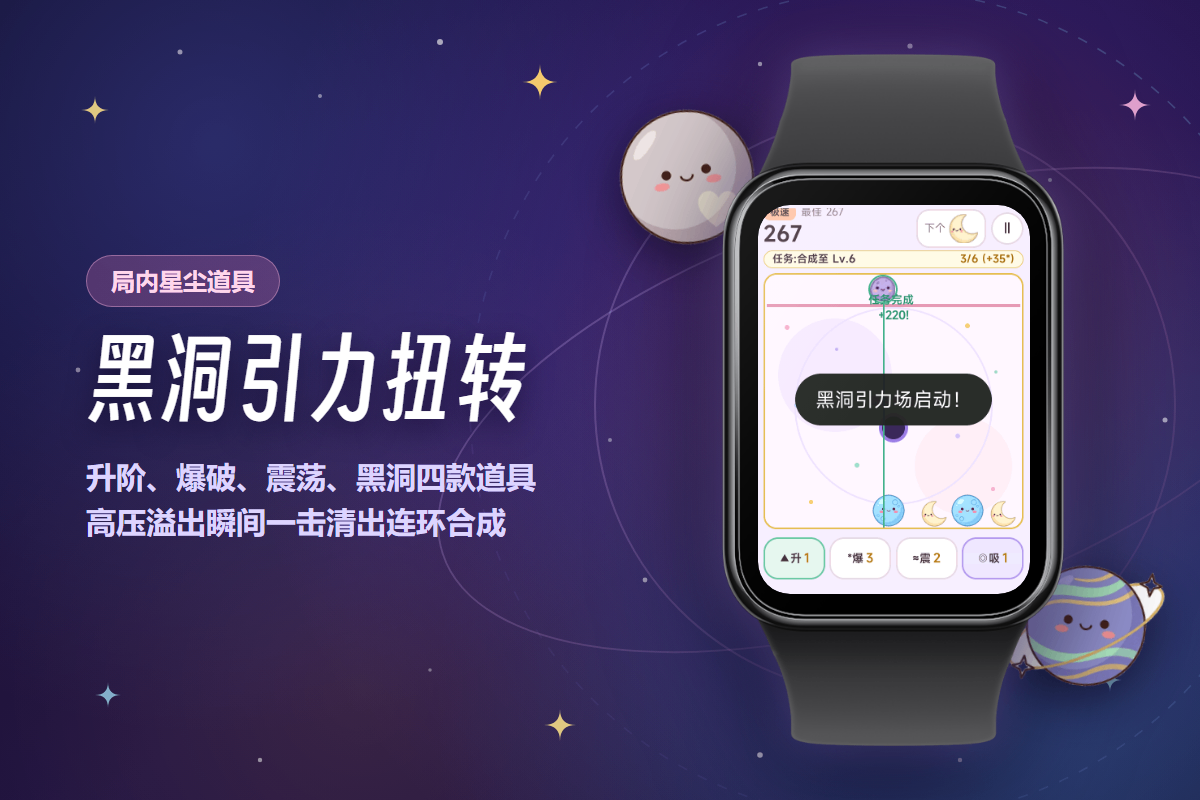 局内星尘道具
黑洞引力扭转
升阶、爆破、震荡、黑洞四款道具
高压溢出瞬间一击清出连环合成
极速 最佳 267
267
下个
任务:合成至 Lv.6 3/6 (+35*)
任务完成
+220!
黑洞引力场启动!
▲升1 *爆3 ≈震2 ◎吸1